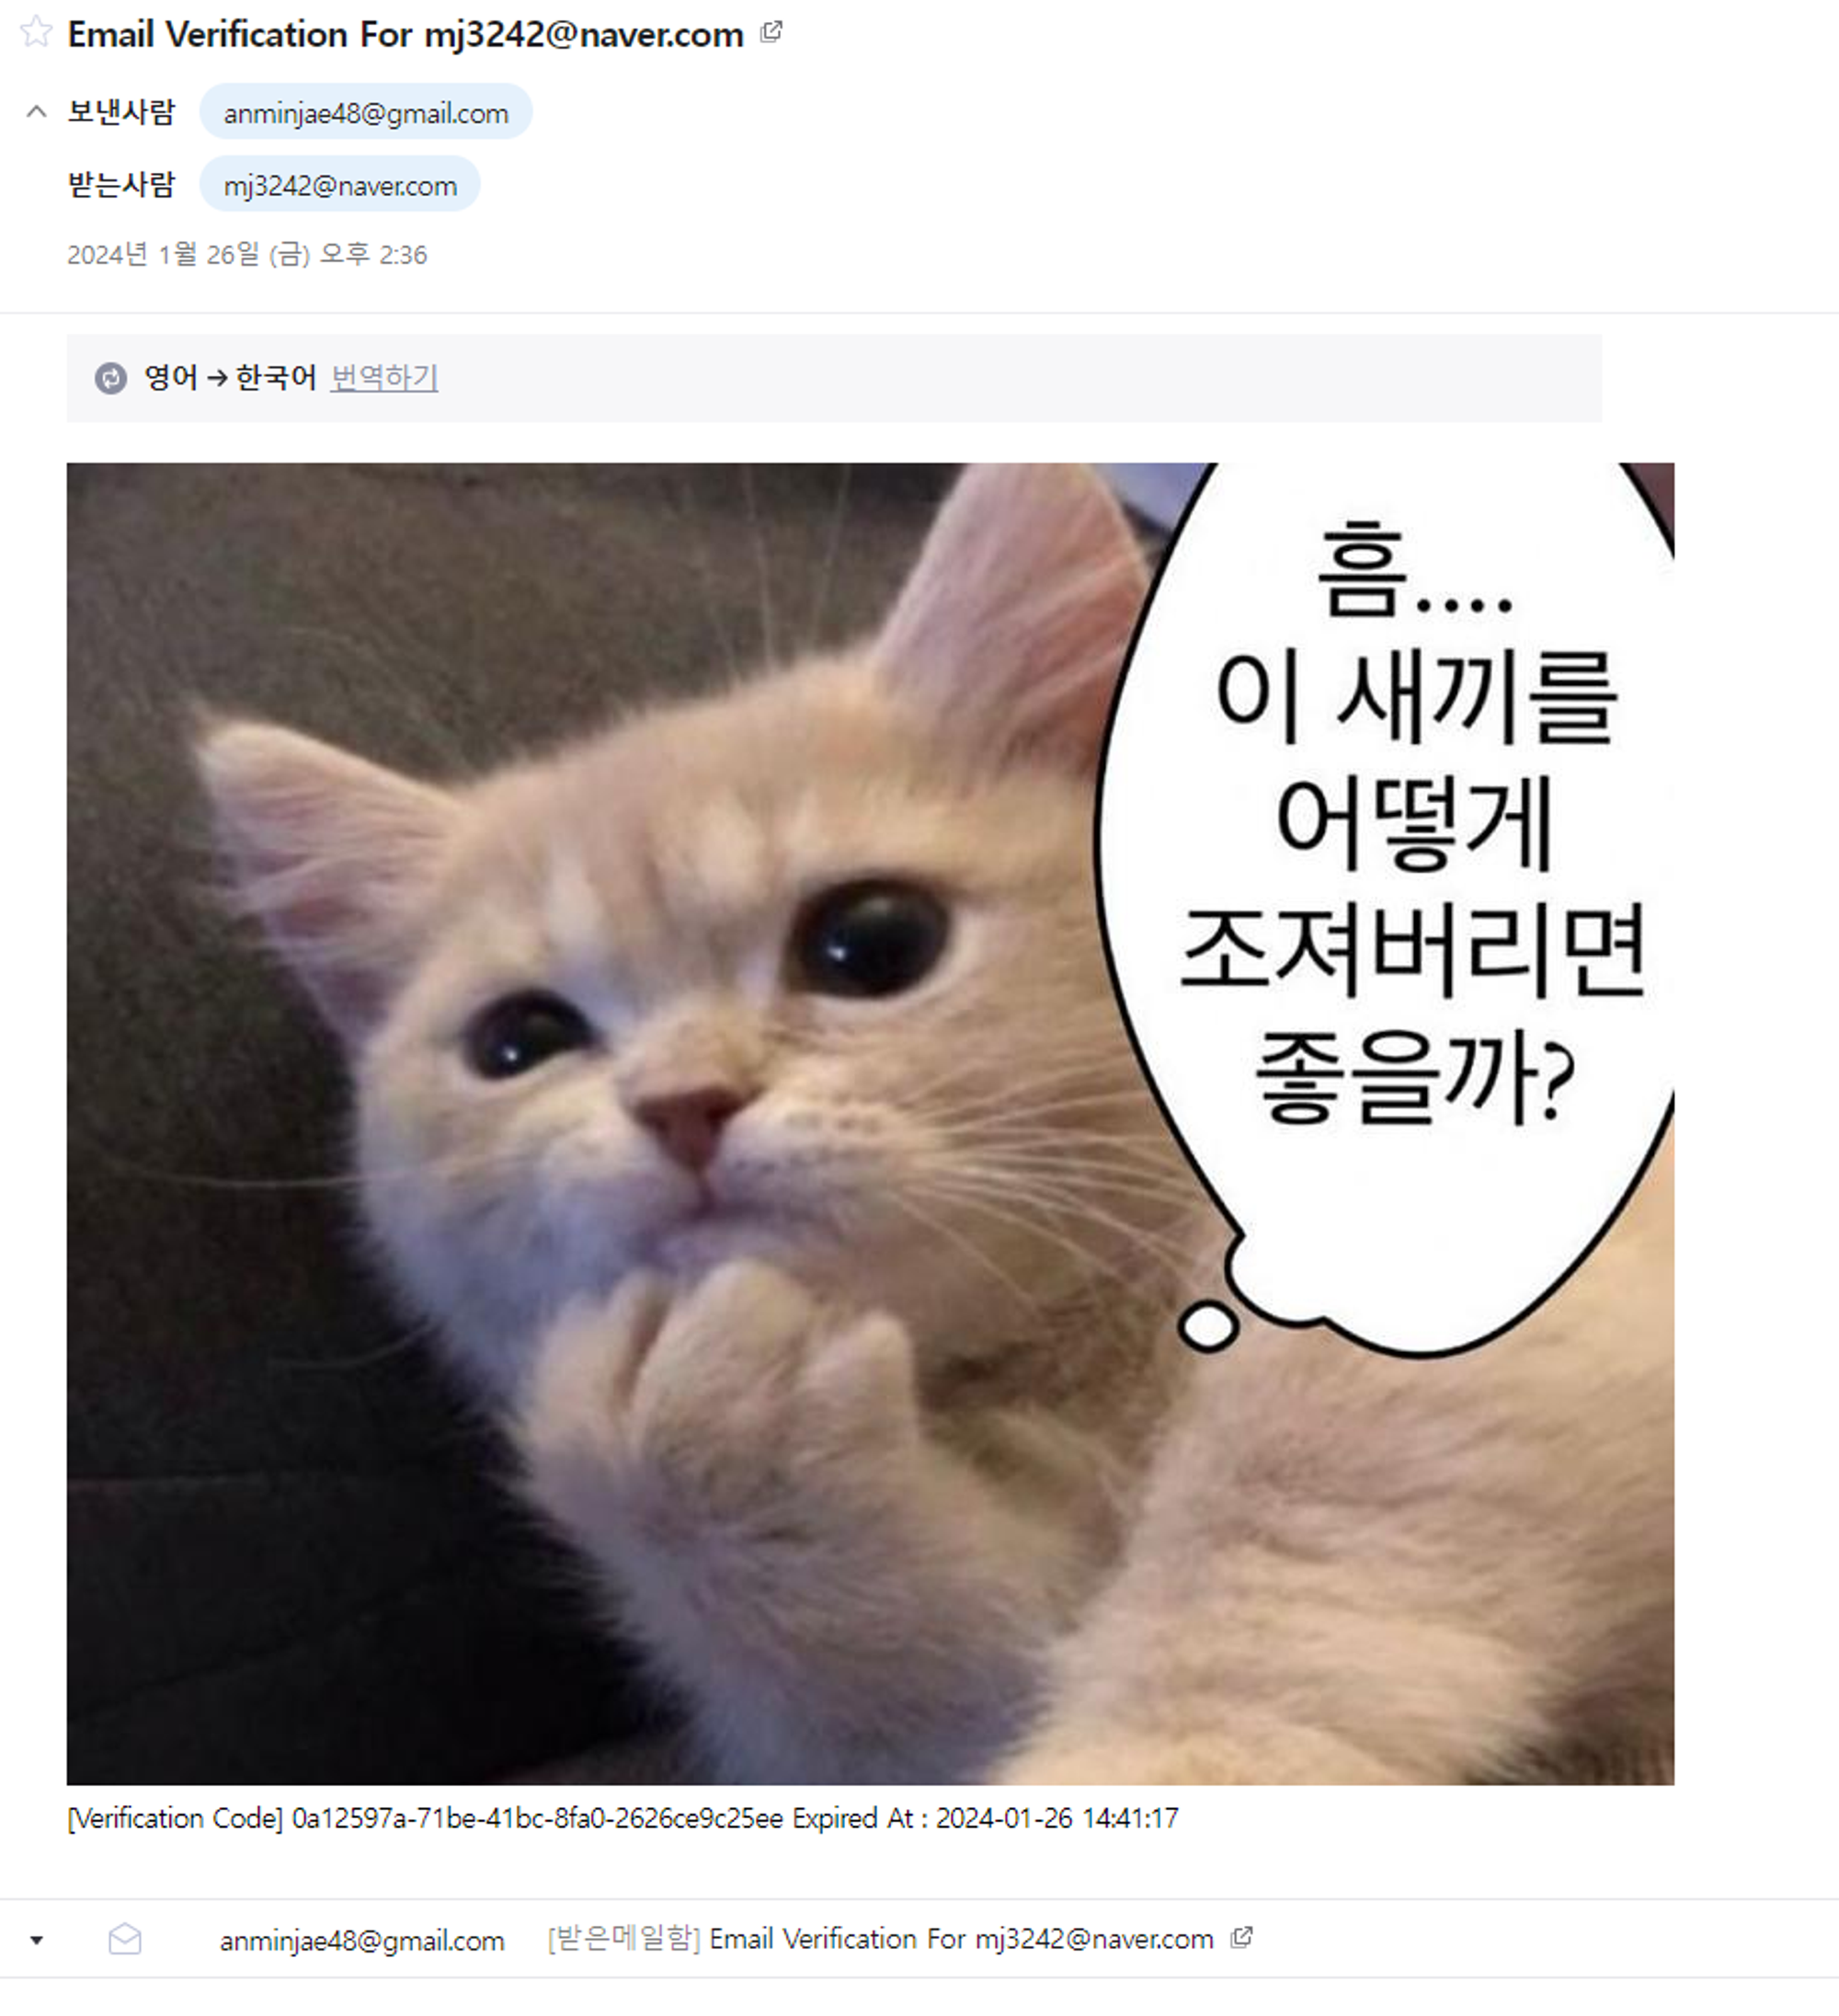 Email Verification For mj3242@naver.com
보낸사람 anminjae48@gmail.com
받는사람 mj3242@naver.com
2024년 1월 26일 (금) 오후 2:36
영어 → 한국어 번역하기
흠....
이 새끼를
어떻게
조져버리면
좋을까?
[Verification Code] 0a12597a-71be-41bc-8fa0-2626ce9c25ee Expired At : 2024-01-26 14:41:17
anminjae48@gmail.com [받은메일함] Email Verification For mj3242@naver.com